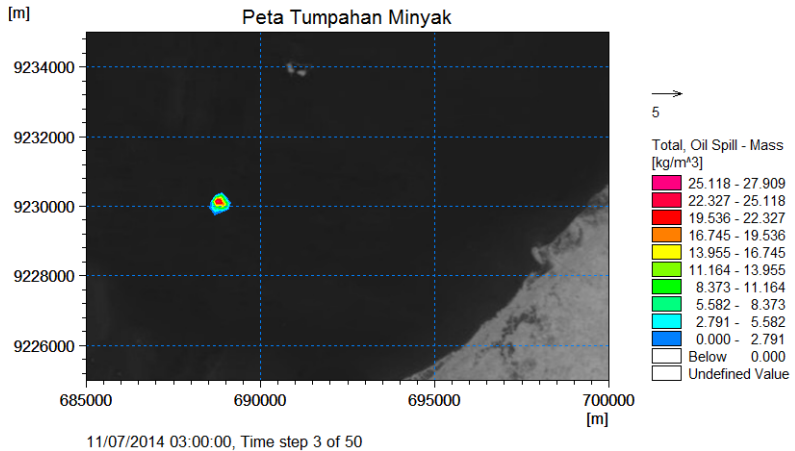 [m]
Peta Tumpahan Minyak
9234000
9232000
9230000
9228000
9226000
685000 690000 695000 700000
[m]
11/07/2014 03:00:00, Time step 3 of 50
5
Total, Oil Spill - Mass
[kg/m^3]
25.118 - 27.909
22.327 - 25.118
19.536 - 22.327
16.745 - 19.536
13.955 - 16.745
11.164 - 13.955
8.373 - 11.164
5.582 - 8.373
2.791 - 5.582
0.000 - 2.791
Below 0.000
Undefined Value